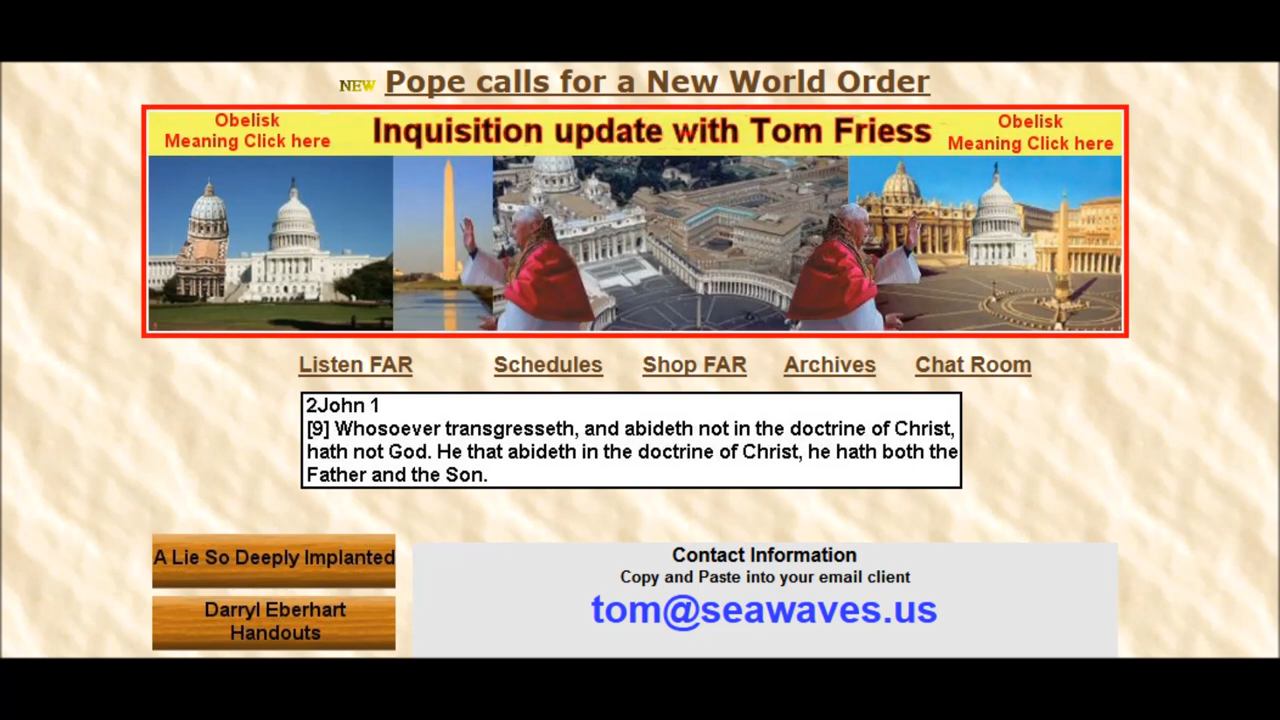 NEW Pope calls for a New World Order
Obelisk
Meaning Click here
Inquisition update with Tom Friess
Obelisk
Meaning Click here
Listen FAR Schedules Shop FAR Archives Chat Room
2John 1
[9] Whosoever transgresseth, and abideth not in the doctrine of Christ,
hath not God. He that abideth in the doctrine of Christ, he hath both the
Father and the Son.
A Lie So Deeply Implanted
Darryl Eberhart
Handouts
Contact Information
Copy and Paste into your email client
tom@seawaves.us